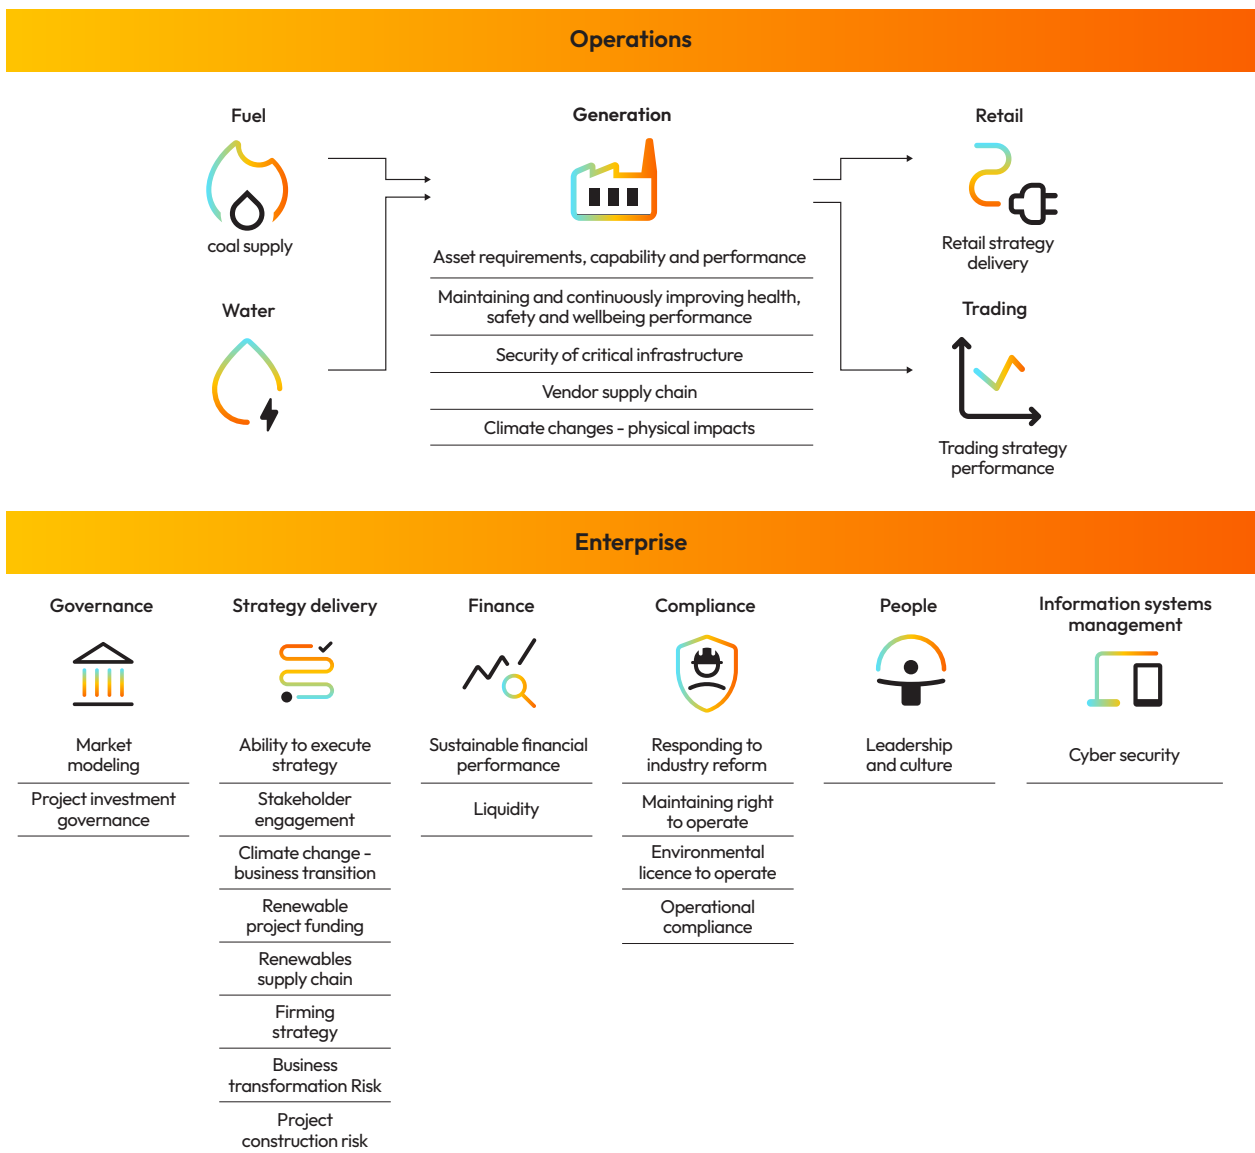 Operations
Fuel
coal supply
Water
Generation
Asset requirements, capability and performance
Maintaining and continuously improving health,
safety and wellbeing performance
Security of critical infrastructure
Vendor supply chain
Climate changes - physical impacts
Retail
Retail strategy
delivery
Trading
Trading strategy
performance
Enterprise
Governance
Market
modeling
Project investment
governance
Strategy delivery
Ability to execute
strategy
Stakeholder
engagement
Climate change -
business transition
Renewable
project funding
Renewables
supply chain
Firming
strategy
Business
transformation Risk
Project
construction risk
Finance
Sustainable financial
performance
Liquidity
Compliance
Responding to
industry reform
Maintaining right
to operate
Environmental
licence to operate
Operational
compliance
People
Leadership
and culture
Information systems
management
Cyber security